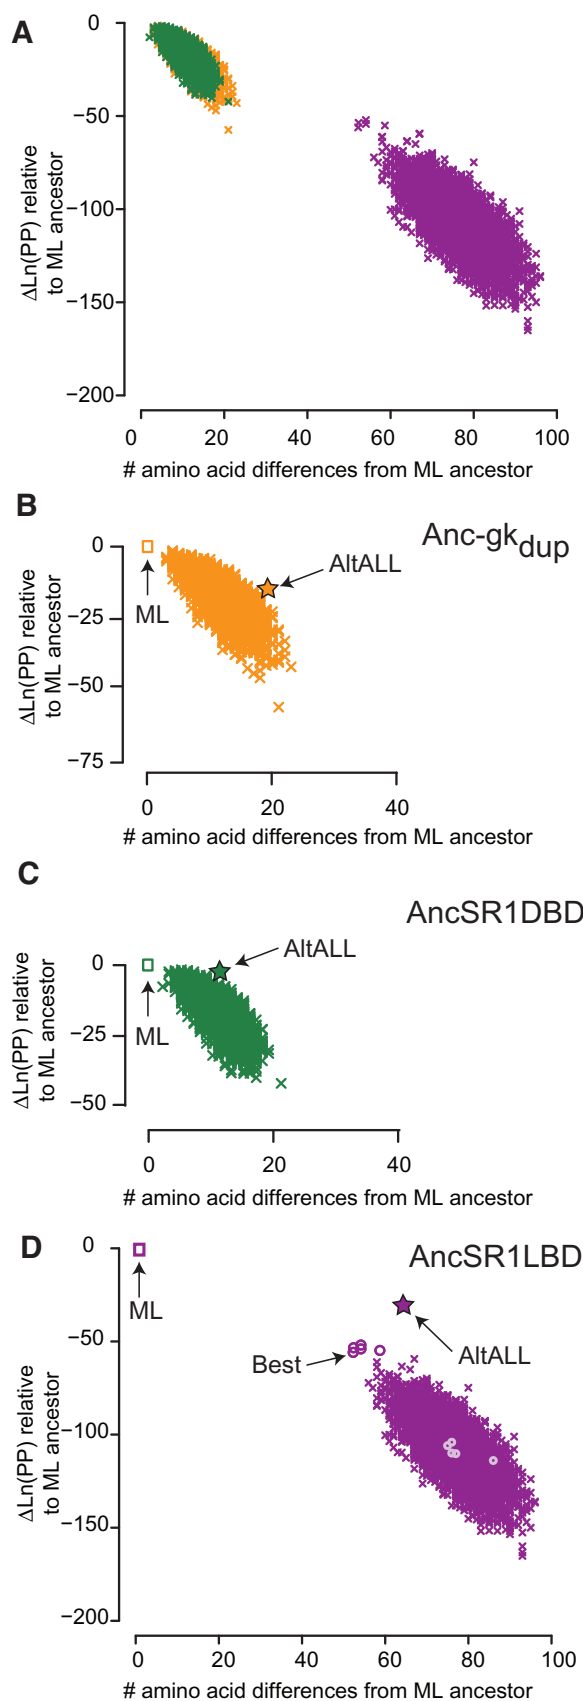 A
0
−50
−100
−150
−200
ΔLn(PP) relative
to ML ancestor
0 20 40 60 80 100
# amino acid differences from ML ancestor
B
Anc-gkdup
0
−25
−50
−75
ΔLn(PP) relative
to ML ancestor
AltALL
ML
0 20 40
# amino acid differences from ML ancestor
C
AncSR1DBD
0
−25
−50
ΔLn(PP) relative
to ML ancestor
AltALL
ML
0 20 40
# amino acid differences from ML ancestor
D
AncSR1LBD
0
−50
−100
−150
−200
ΔLn(PP) relative
to ML ancestor
ML
Best
AltALL
0 20 40 60 80 100
# amino acid differences from ML ancestor